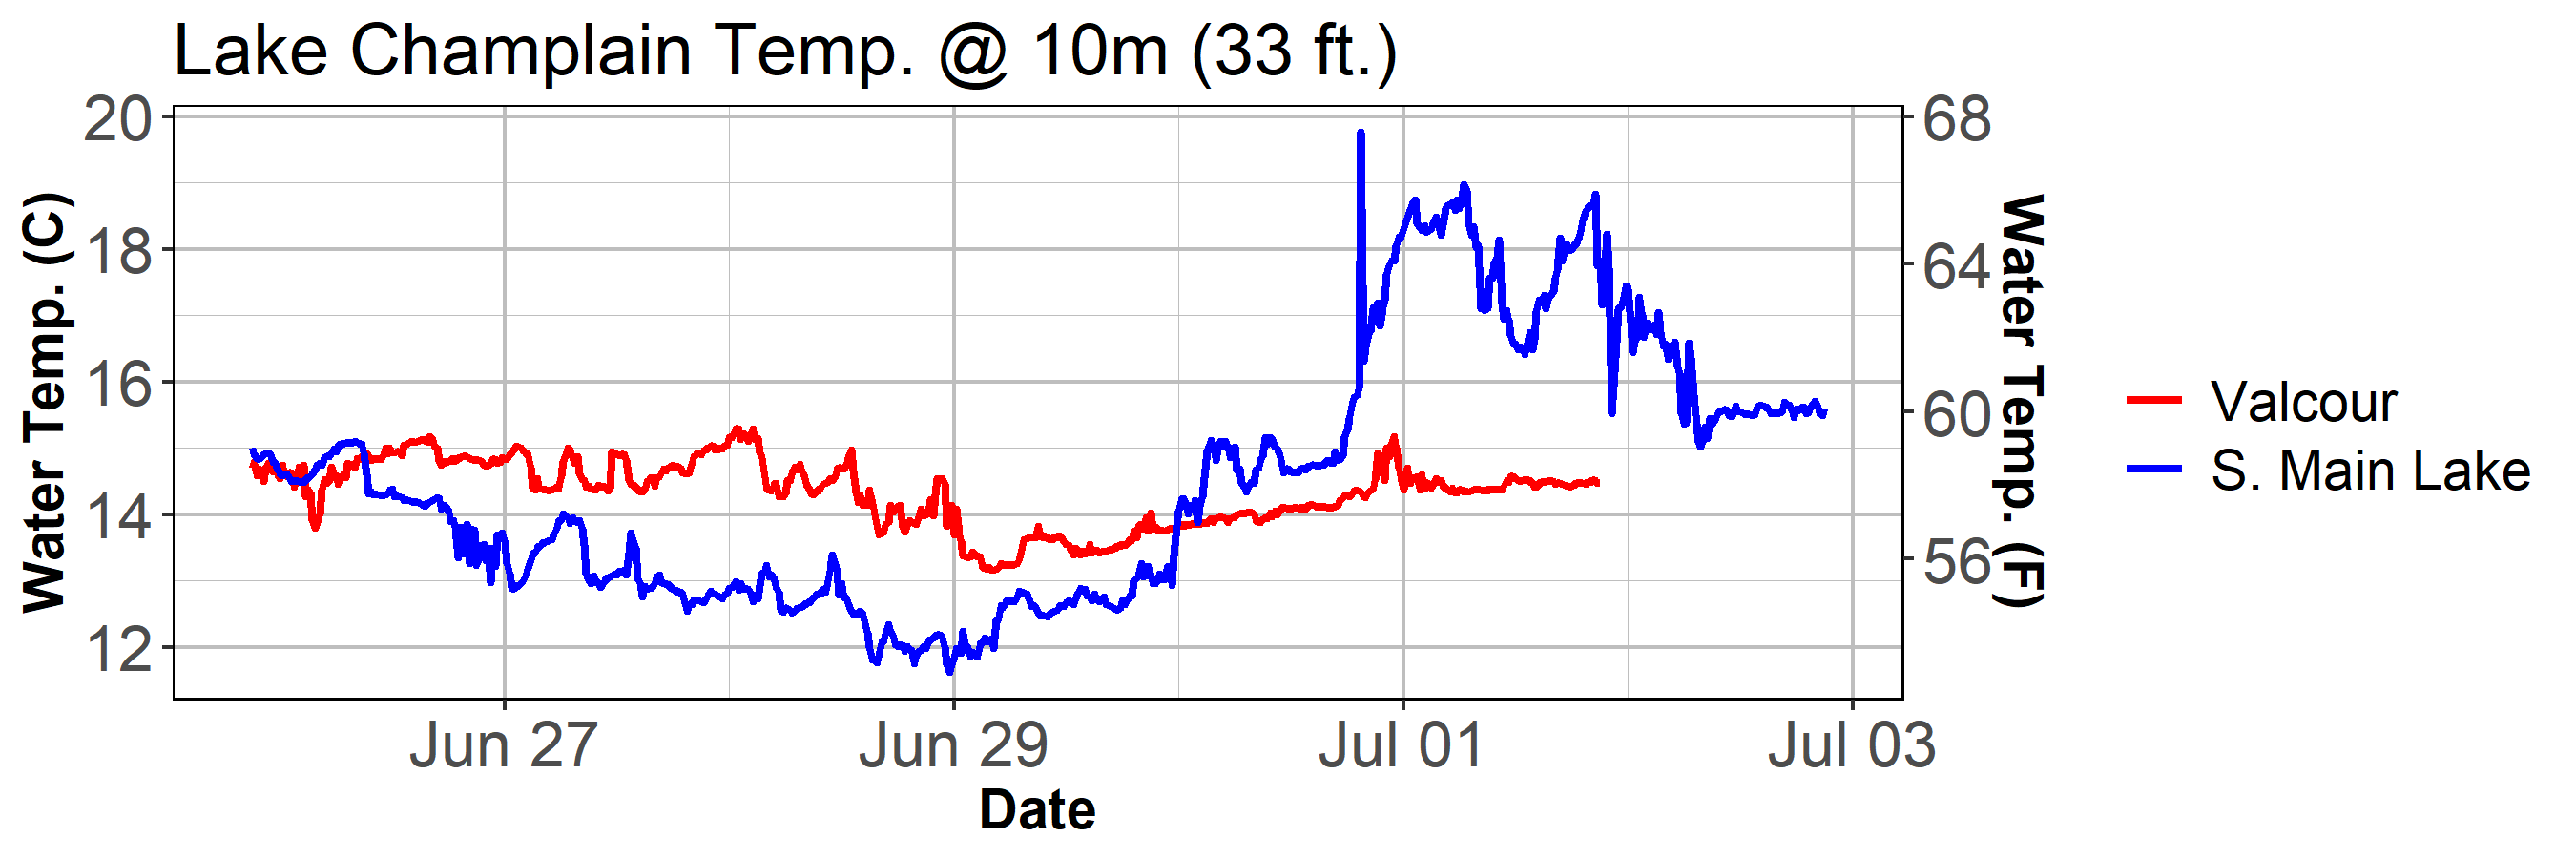 Lake Champlain Temp. @ 10m (33 ft.)
Water Temp. (C)
20
18
16
14
12
68
64
60
56
Water Temp. (F)
Jun 27
Jun 29
Jul 01
Jul 03
Date
Valcour
S. Main Lake